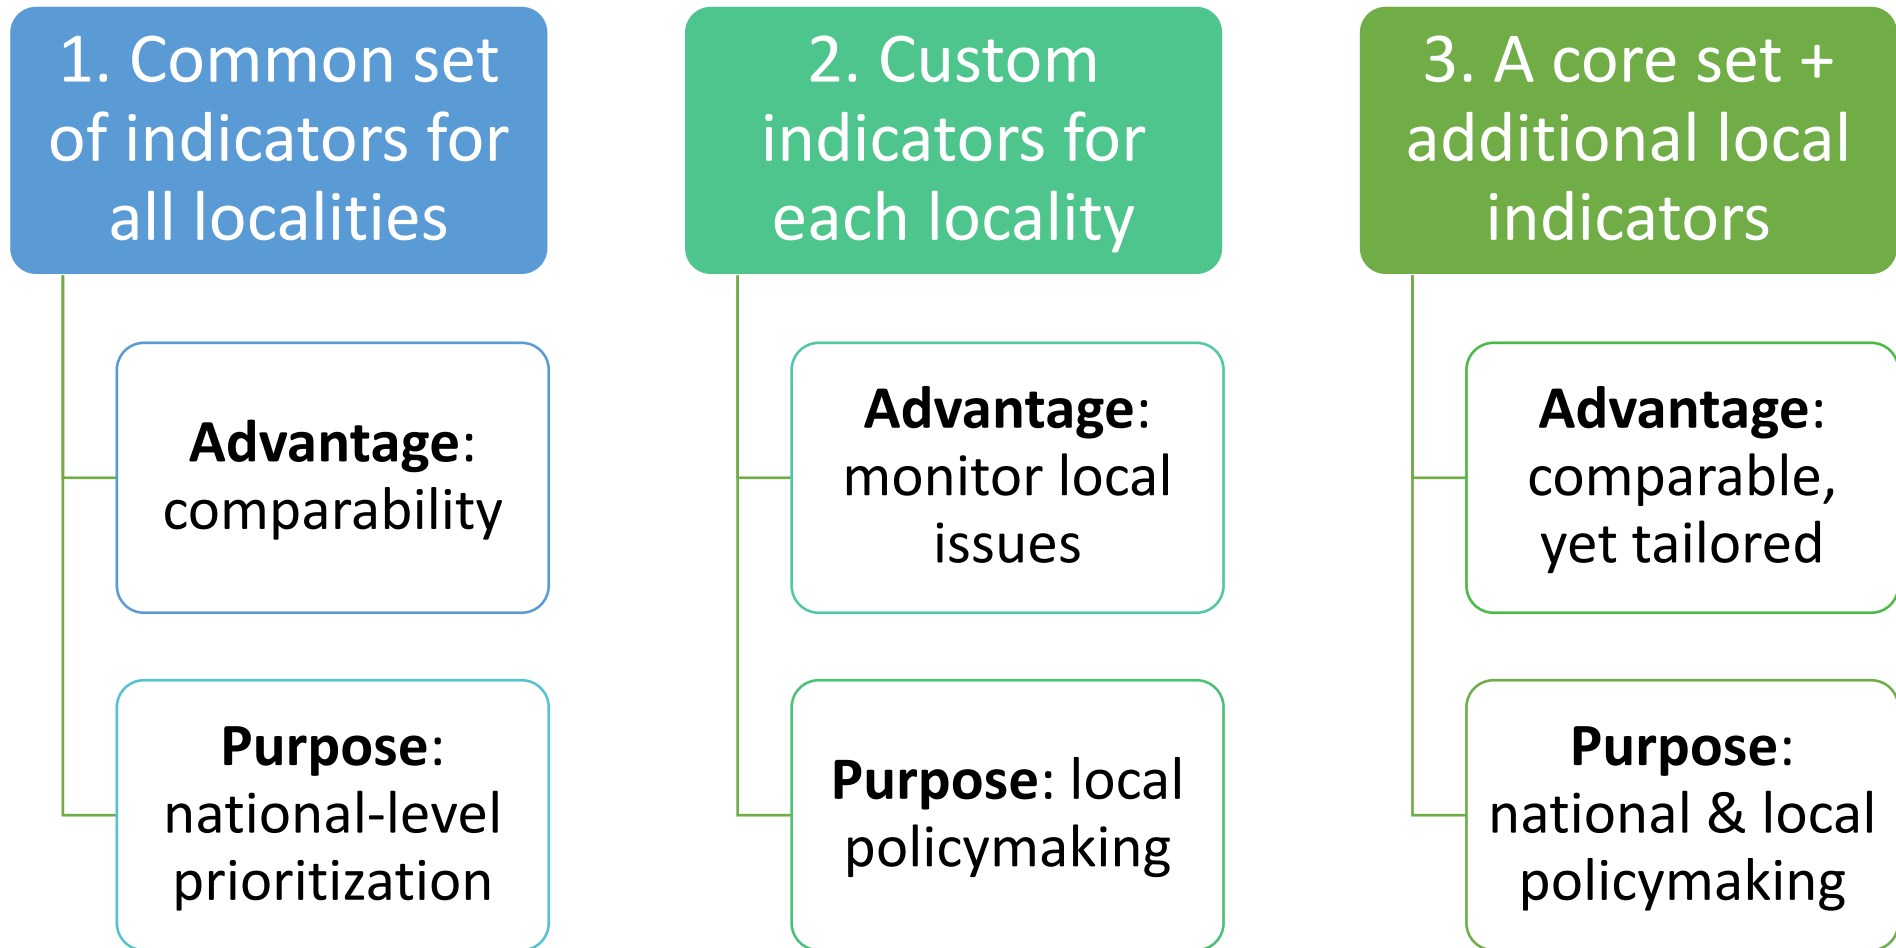 1. Common set
of indicators for
all localities
Advantage:
comparability
Purpose:
national-level
prioritization
2. Custom
indicators for
each locality
Advantage:
monitor local
issues
Purpose: local
policymaking
3. A core set +
additional local
indicators
Advantage:
comparable,
yet tailored
Purpose:
national & local
policymaking